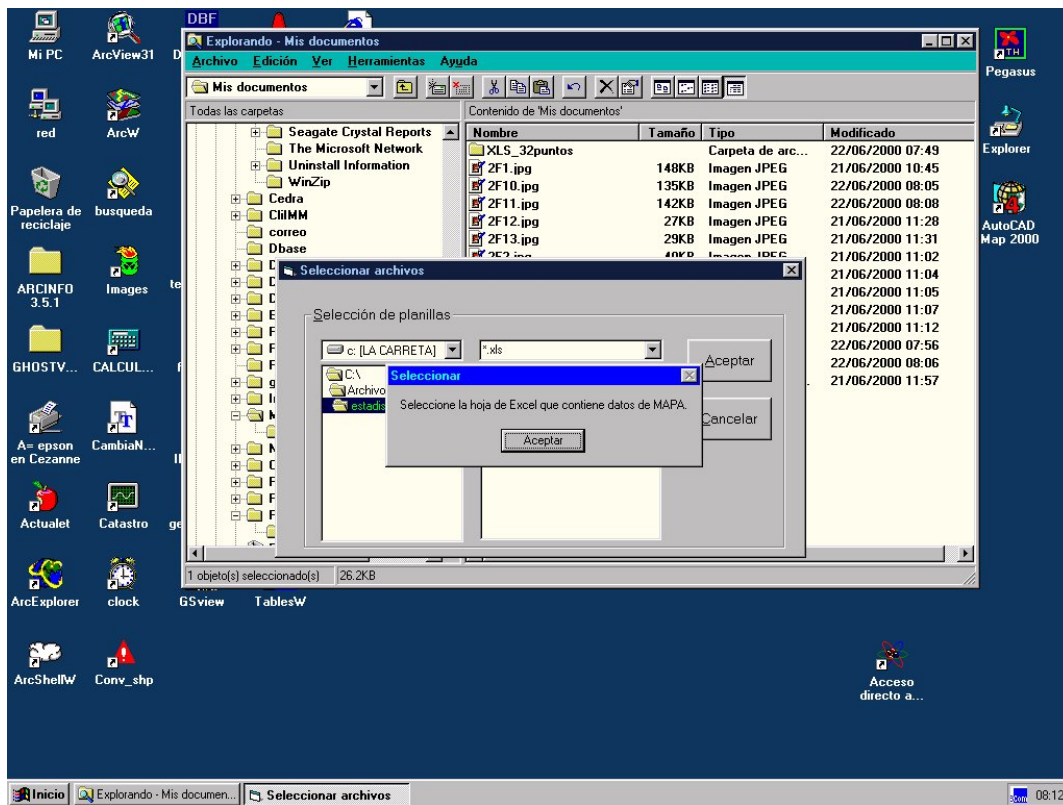 DBF
Mi PC
ArcView31
red
ArcW
Papelera de
reciclaje
busqueda
ARCINFO
3.5.1
Images
GHOSTV...
CALCUL...
A= epson
en Cezanne
CambiaN...
Actualet
Catastro
ArcExplorer
clock
GSview
TablesW
ArcShellW
Conv_shp
Explorando - Mis documentos
Archivo Edición Ver Herramientas Ayuda
Mis documentos
Todas las carpetas
Contenido de 'Mis documentos'
Seagate Crystal Reports
The Microsoft Network
Uninstall Information
WinZip
Cedra
CliMM
correo
Dbase
Nombre Tamaño Tipo Modificado
XLS_32puntos Carpeta de arc... 22/06/2000 07:49
2F1.jpg 148KB Imagen JPEG 21/06/2000 10:45
2F10.jpg 135KB Imagen JPEG 22/06/2000 08:05
2F11.jpg 142KB Imagen JPEG 22/06/2000 08:08
2F12.jpg 27KB Imagen JPEG 21/06/2000 11:28
2F13.jpg 29KB Imagen JPEG 21/06/2000 11:31
2F2.jpg 40KB Imagen JPEG 21/06/2000 11:02
21/06/2000 11:04
21/06/2000 11:05
21/06/2000 11:07
21/06/2000 11:12
22/06/2000 07:56
22/06/2000 08:06
21/06/2000 11:57
Seleccionar archivos
Selección de planillas
c: [LA CARRETA]
*.xls
Aceptar
Cancelar
C:\
Archivo
estadis
Seleccionar
Seleccione la hoja de Excel que contiene datos de MAPA.
Aceptar
1 objeto(s) seleccionado(s) 26.2KB
Pegasus
Explorer
AutoCAD
Map 2000
Acceso
directo a...
Inicio
Explorando - Mis documen...
Seleccionar archivos
08:12